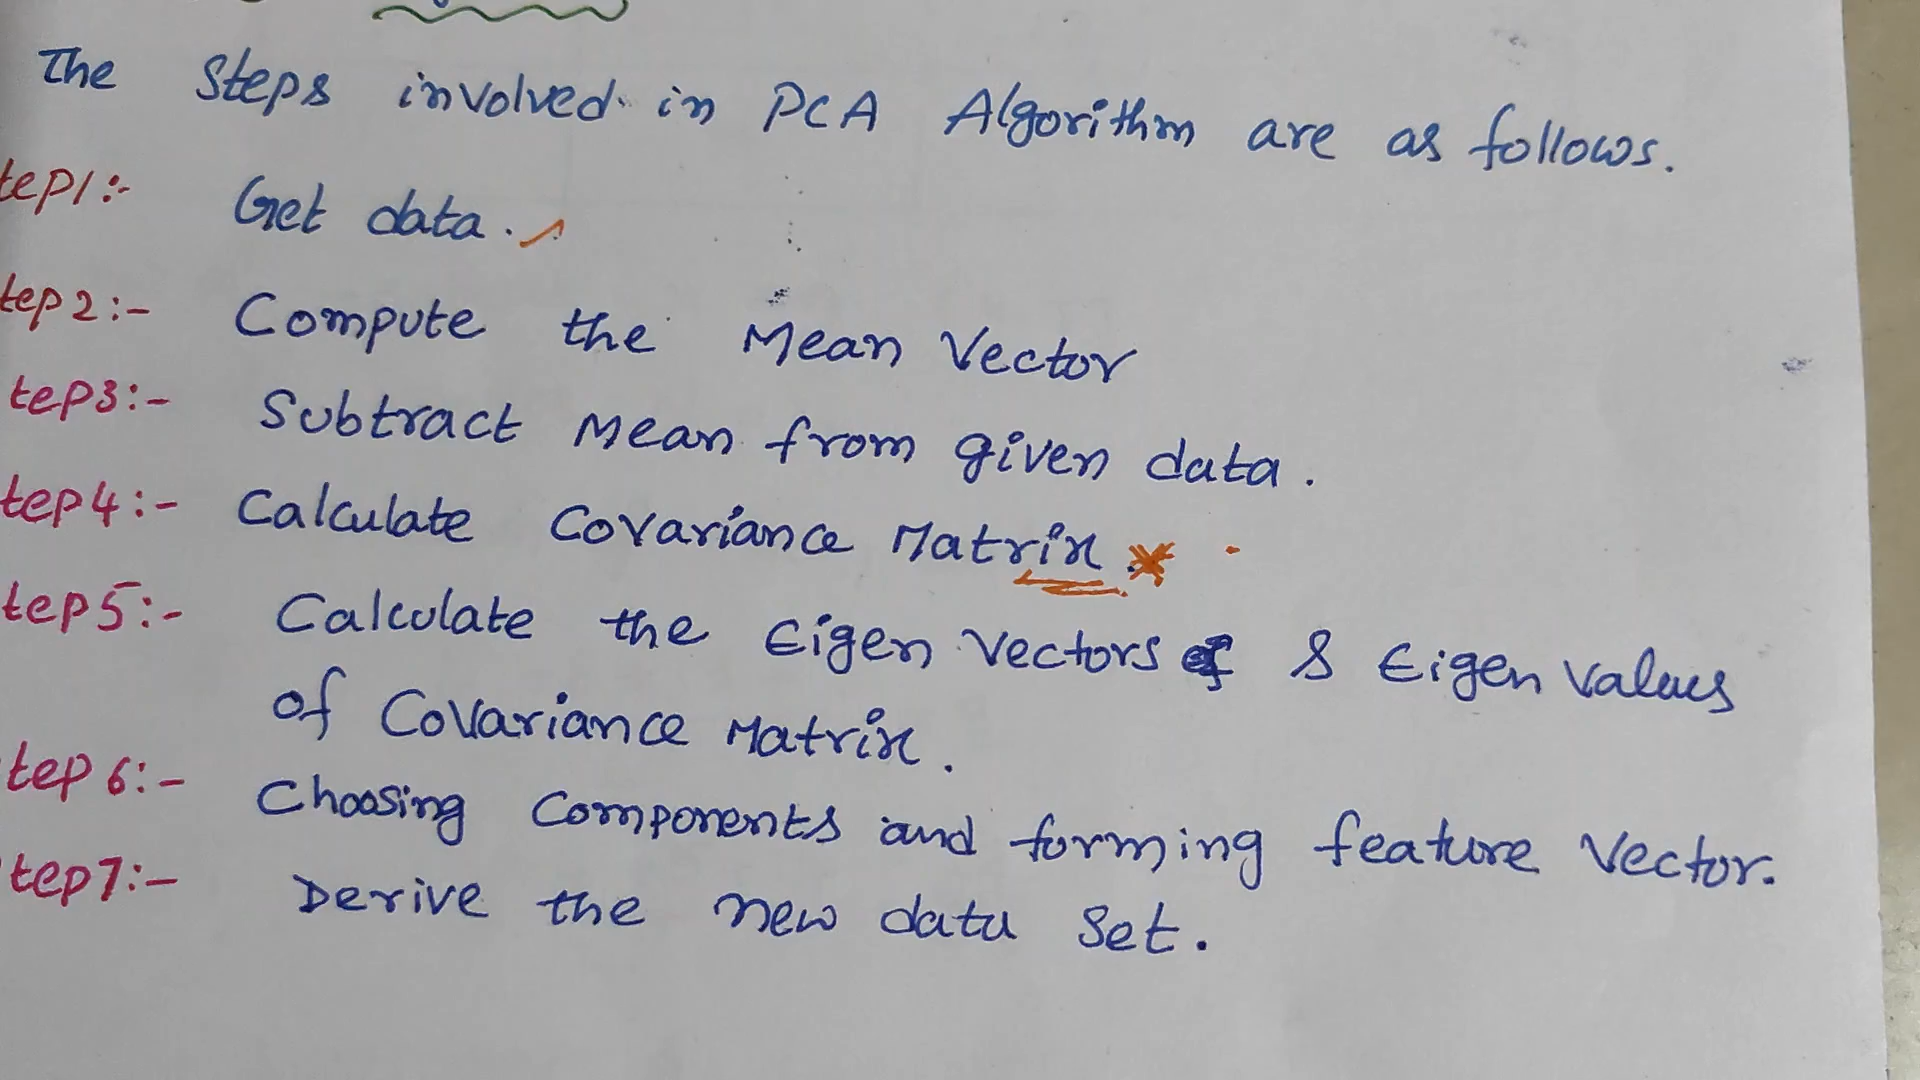 The steps involved in PCA Algorithm are as follows.
tep1:- Get data.
tep2:- Compute the Mean Vector
tep3:- Subtract Mean from given data.
tep4:- Calculate Covariance Matrix.
tep5:- Calculate the Eigen Vectors & Eigen Values
of Covariance Matrix.
tep6:- Choosing Components and forming feature Vector.
tep7:- Derive the new data set.